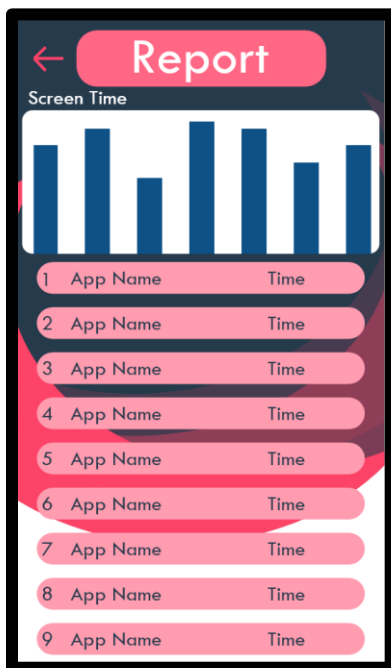 Report
Screen Time
1 App Name Time
2 App Name Time
3 App Name Time
4 App Name Time
5 App Name Time
6 App Name Time
7 App Name Time
8 App Name Time
9 App Name Time